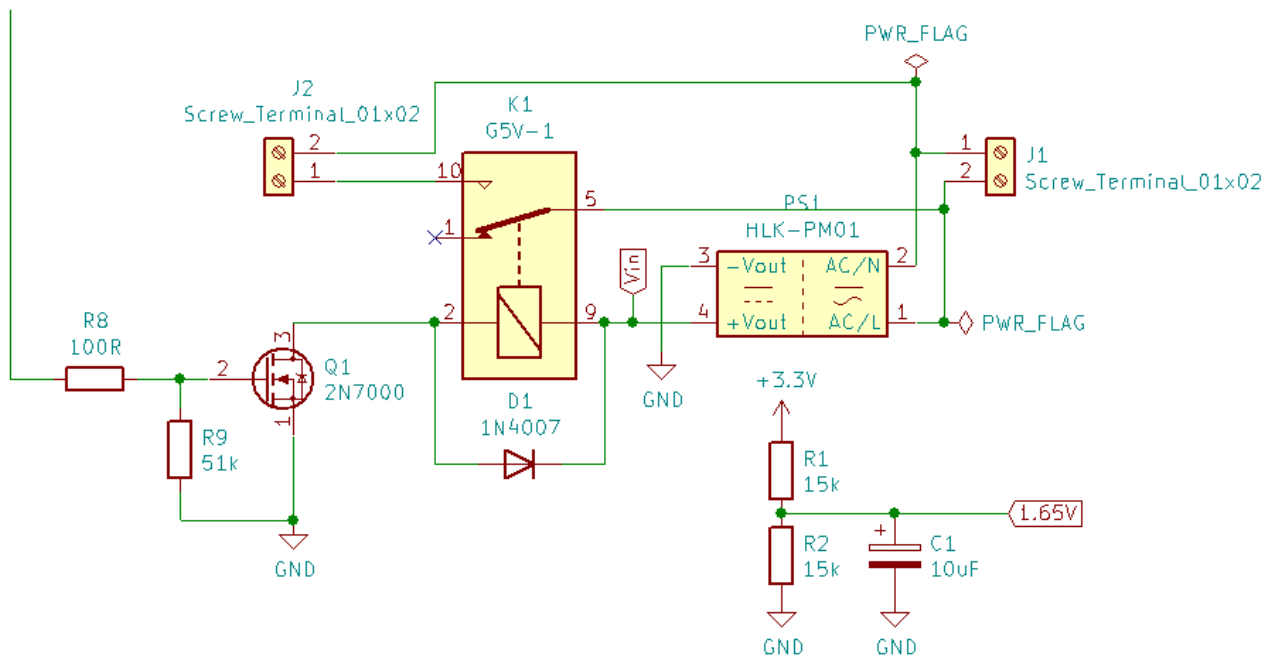 PWR_FLAG
J2
Screw_Terminal_01x02
2
1
K1
G5V-1
10
1
5
2
9
1
2
J1
Screw_Terminal_01x02
PS1
HLK-PM01
3
-Vout
AC/N
2
4
+Vout
AC/L
1
PWR_FLAG
Vin
GND
R8
100R
2
3
1
Q1
2N7000
R9
51k
GND
D1
1N4007
+3.3V
R1
15k
1.65V
R2
15k
+
C1
10uF
GND
GND